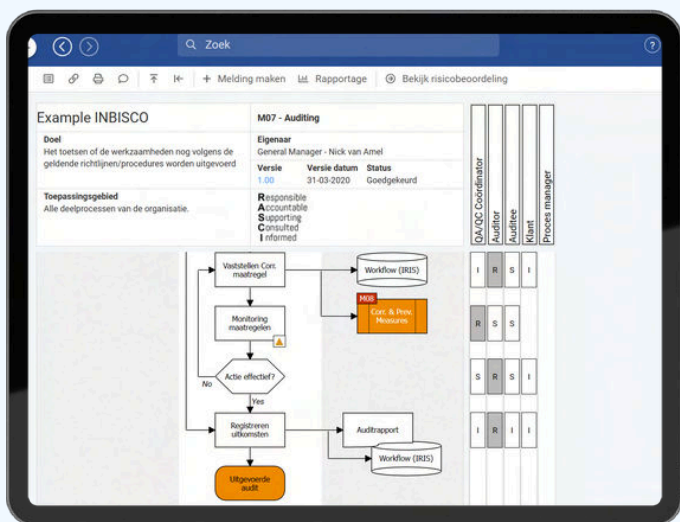 Zoek
?
+ Melding maken
Rapportage
Bekijk risicobeoordeling
Example INBISCO
M07 - Auditing
Doel
Het toetsen of de werkzaamheden nog volgens de
geldende richtlijnen/procedures worden uitgevoerd
Eigenaar
General Manager - Nick van Amel
Versie Versie datum Status
1.00 31-03-2020 Goedgekeurd
Toepassingsgebied
Alle deelprocessen van de organisatie.
Responsible
Accountable
Supporting
Consulted
Informed
QA/QC Coördinator
Auditor
Auditee
Klant
Proces manager
Vaststellen Corr.
maatregel
Workflow (IRIS)
I R S I
M08
Corr. & Prev.
Measures
Monitoring
maatregelen
R S S
Actie effectief?
No
Yes
S R S I
Registreren
uitkomsten
Auditrapport
Workflow (IRIS)
I R I I
Uitgevoerde
audit